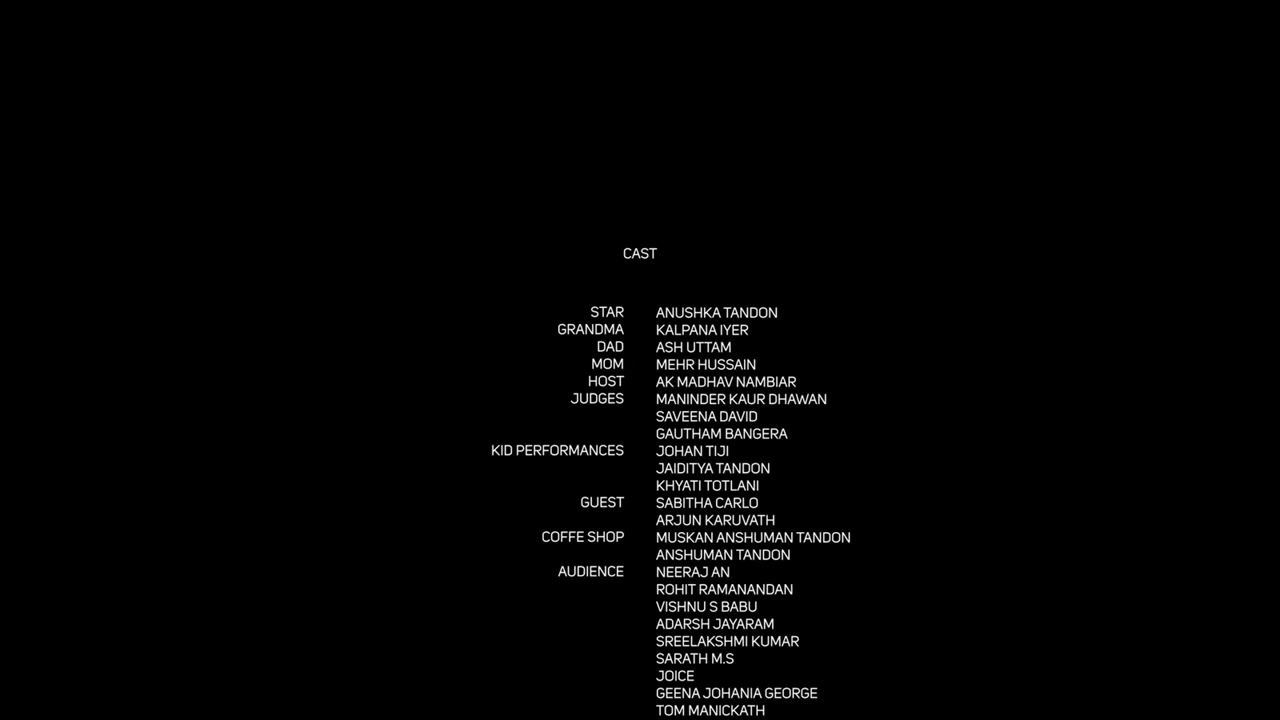 CAST
STAR ANUSHKA TANDON
GRANDMA KALPANA IYER
DAD ASH UTTAM
MOM MEHR HUSSAIN
HOST AK MADHAV NAMBIAR
JUDGES MANINDER KAUR DHAWAN
SAVEENA DAVID
GAUTHAM BANGERA
KID PERFORMANCES JOHAN TIJI
JAIDITYA TANDON
KHYATI TOTLANI
GUEST SABITHA CARLO
ARJUN KARUVATH
COFFE SHOP MUSKAN ANSHUMAN TANDON
ANSHUMAN TANDON
AUDIENCE NEERAJ AN
ROHIT RAMANANDAN
VISHNU S BABU
ADARSH JAYARAM
SREELAKSHMI KUMAR
SARATH M.S
JOICE
GEENA JOHANIA GEORGE
TOM MANICKATH